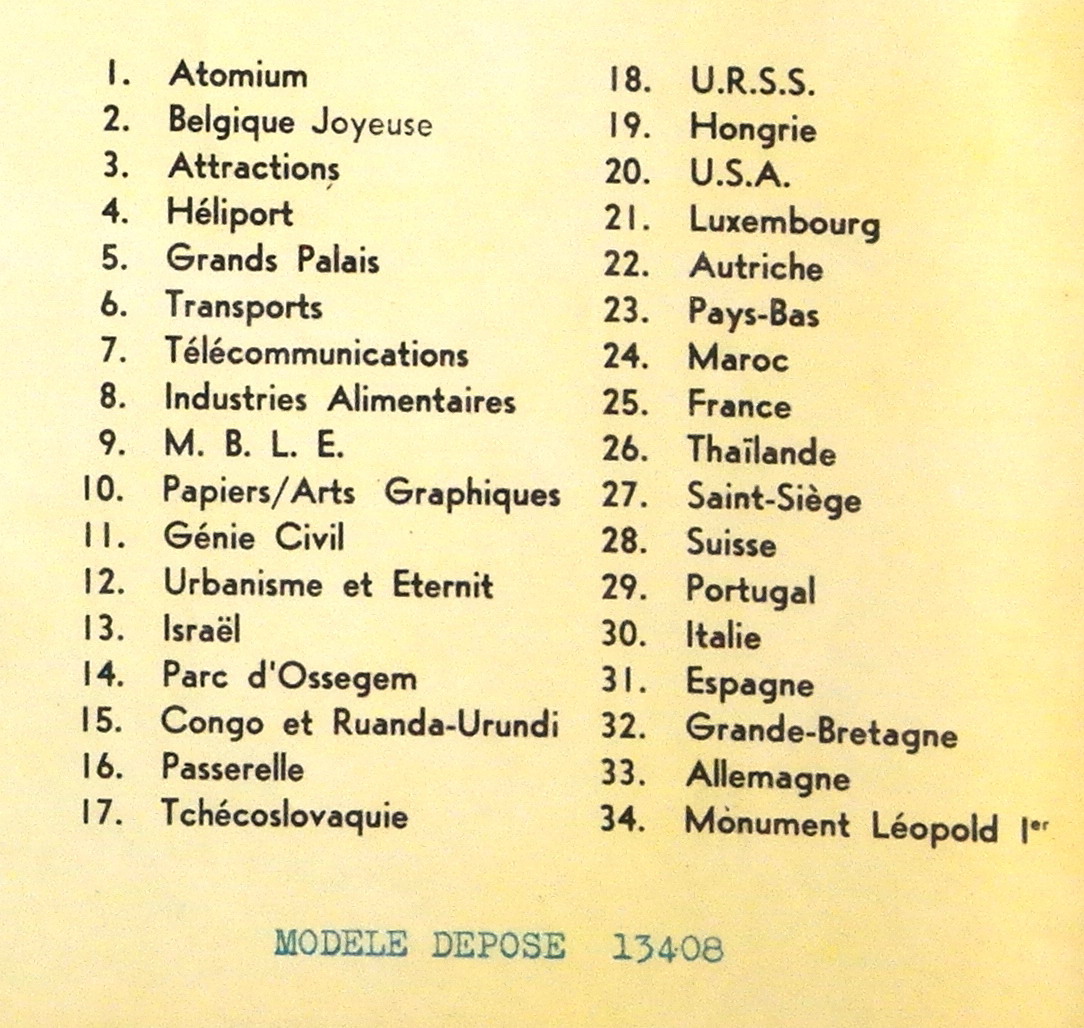 1. Atomium
2. Belgique Joyeuse
3. Attractions
4. Héliport
5. Grands Palais
6. Transports
7. Télécommunications
8. Industries Alimentaires
9. M. B. L. E.
10. Papiers/Arts Graphiques
11. Génie Civil
12. Urbanisme et Eternit
13. Israël
14. Parc d'Ossegem
15. Congo et Ruanda-Urundi
16. Passerelle
17. Tchécoslovaquie
18. U.R.S.S.
19. Hongrie
20. U.S.A.
21. Luxembourg
22. Autriche
23. Pays-Bas
24. Maroc
25. France
26. Thaïlande
27. Saint-Siège
28. Suisse
29. Portugal
30. Italie
31. Espagne
32. Grande-Bretagne
33. Allemagne
34. Monument Léopold Ier
MODELE DEPOSE 13408